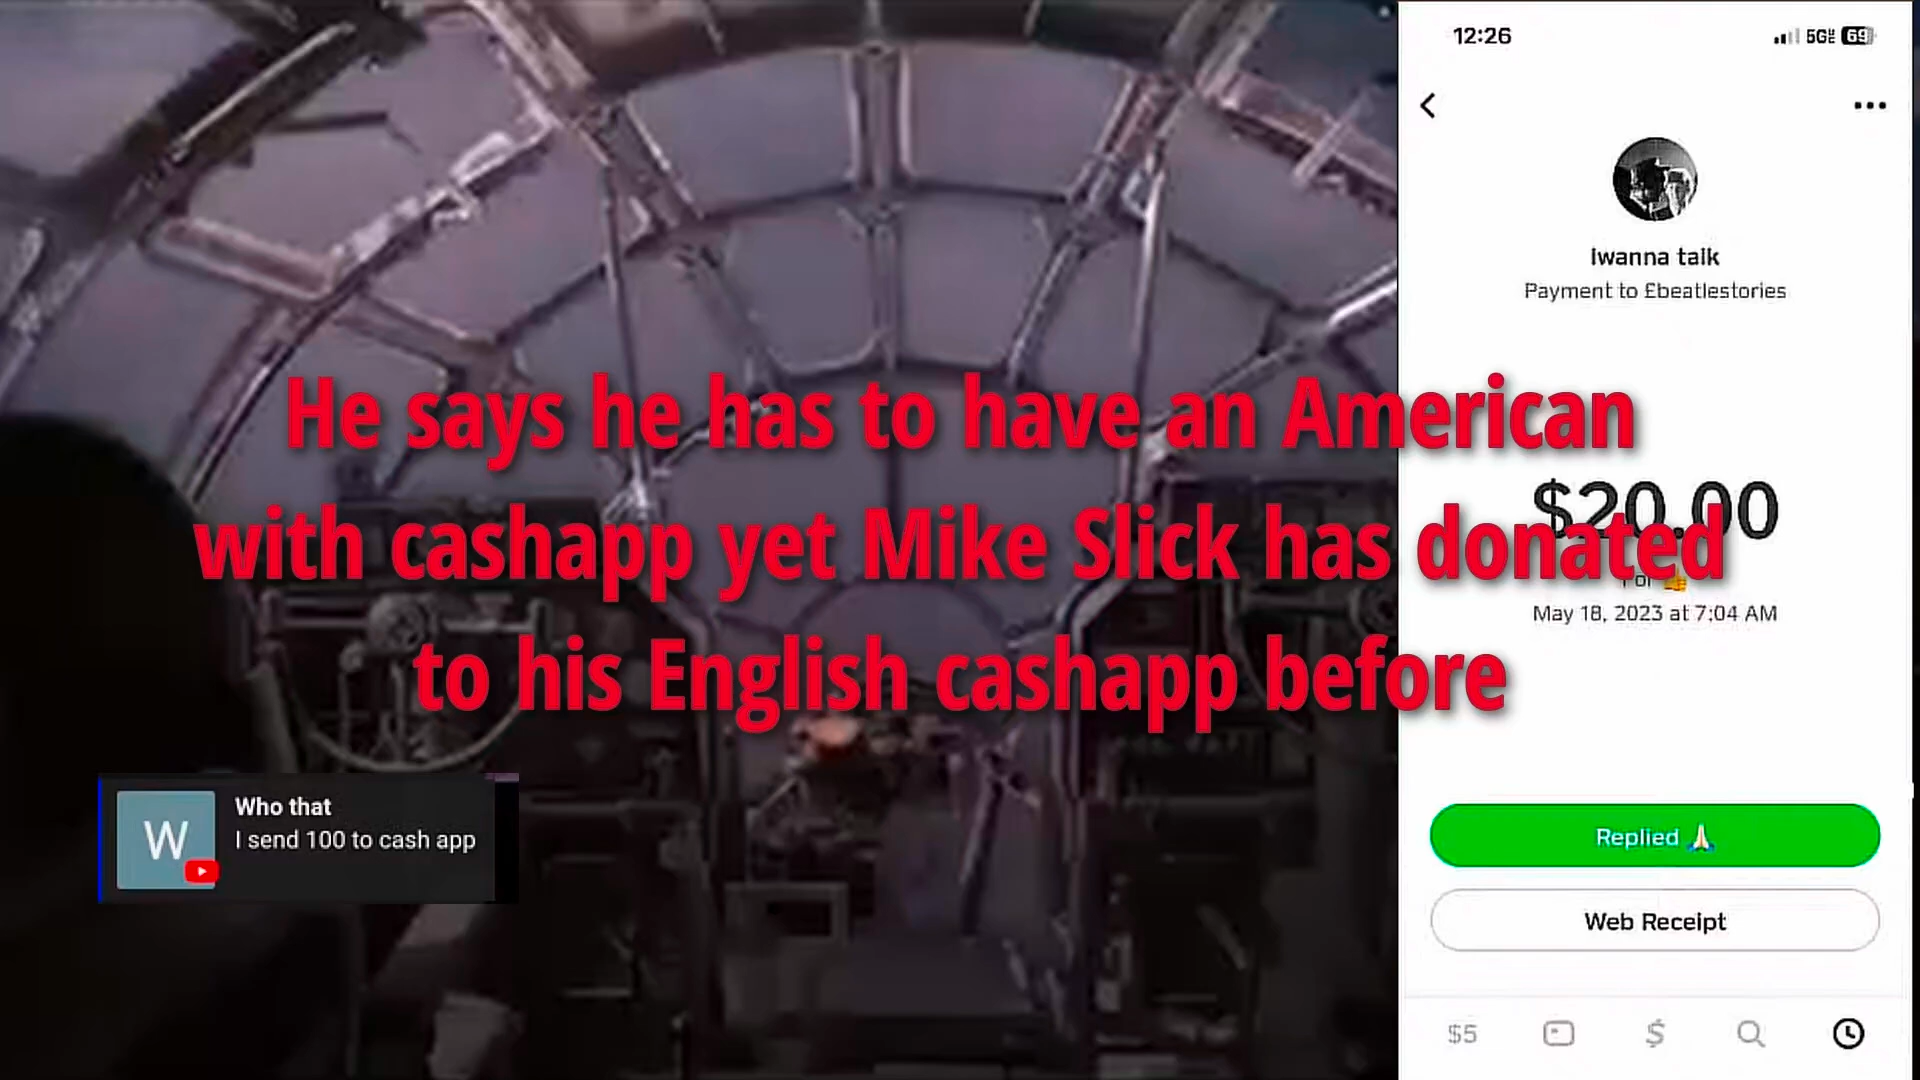 12:26
5GE 69
Iwanna talk
Payment to £beatlestories
He says he has to have an American
$20.00
with cashapp yet Mike Slick has donated
For 👍
May 18, 2023 at 7:04 AM
to his English cashapp before
Who that
W
I send 100 to cash app
Replied 🙏🏻
Web Receipt
$5